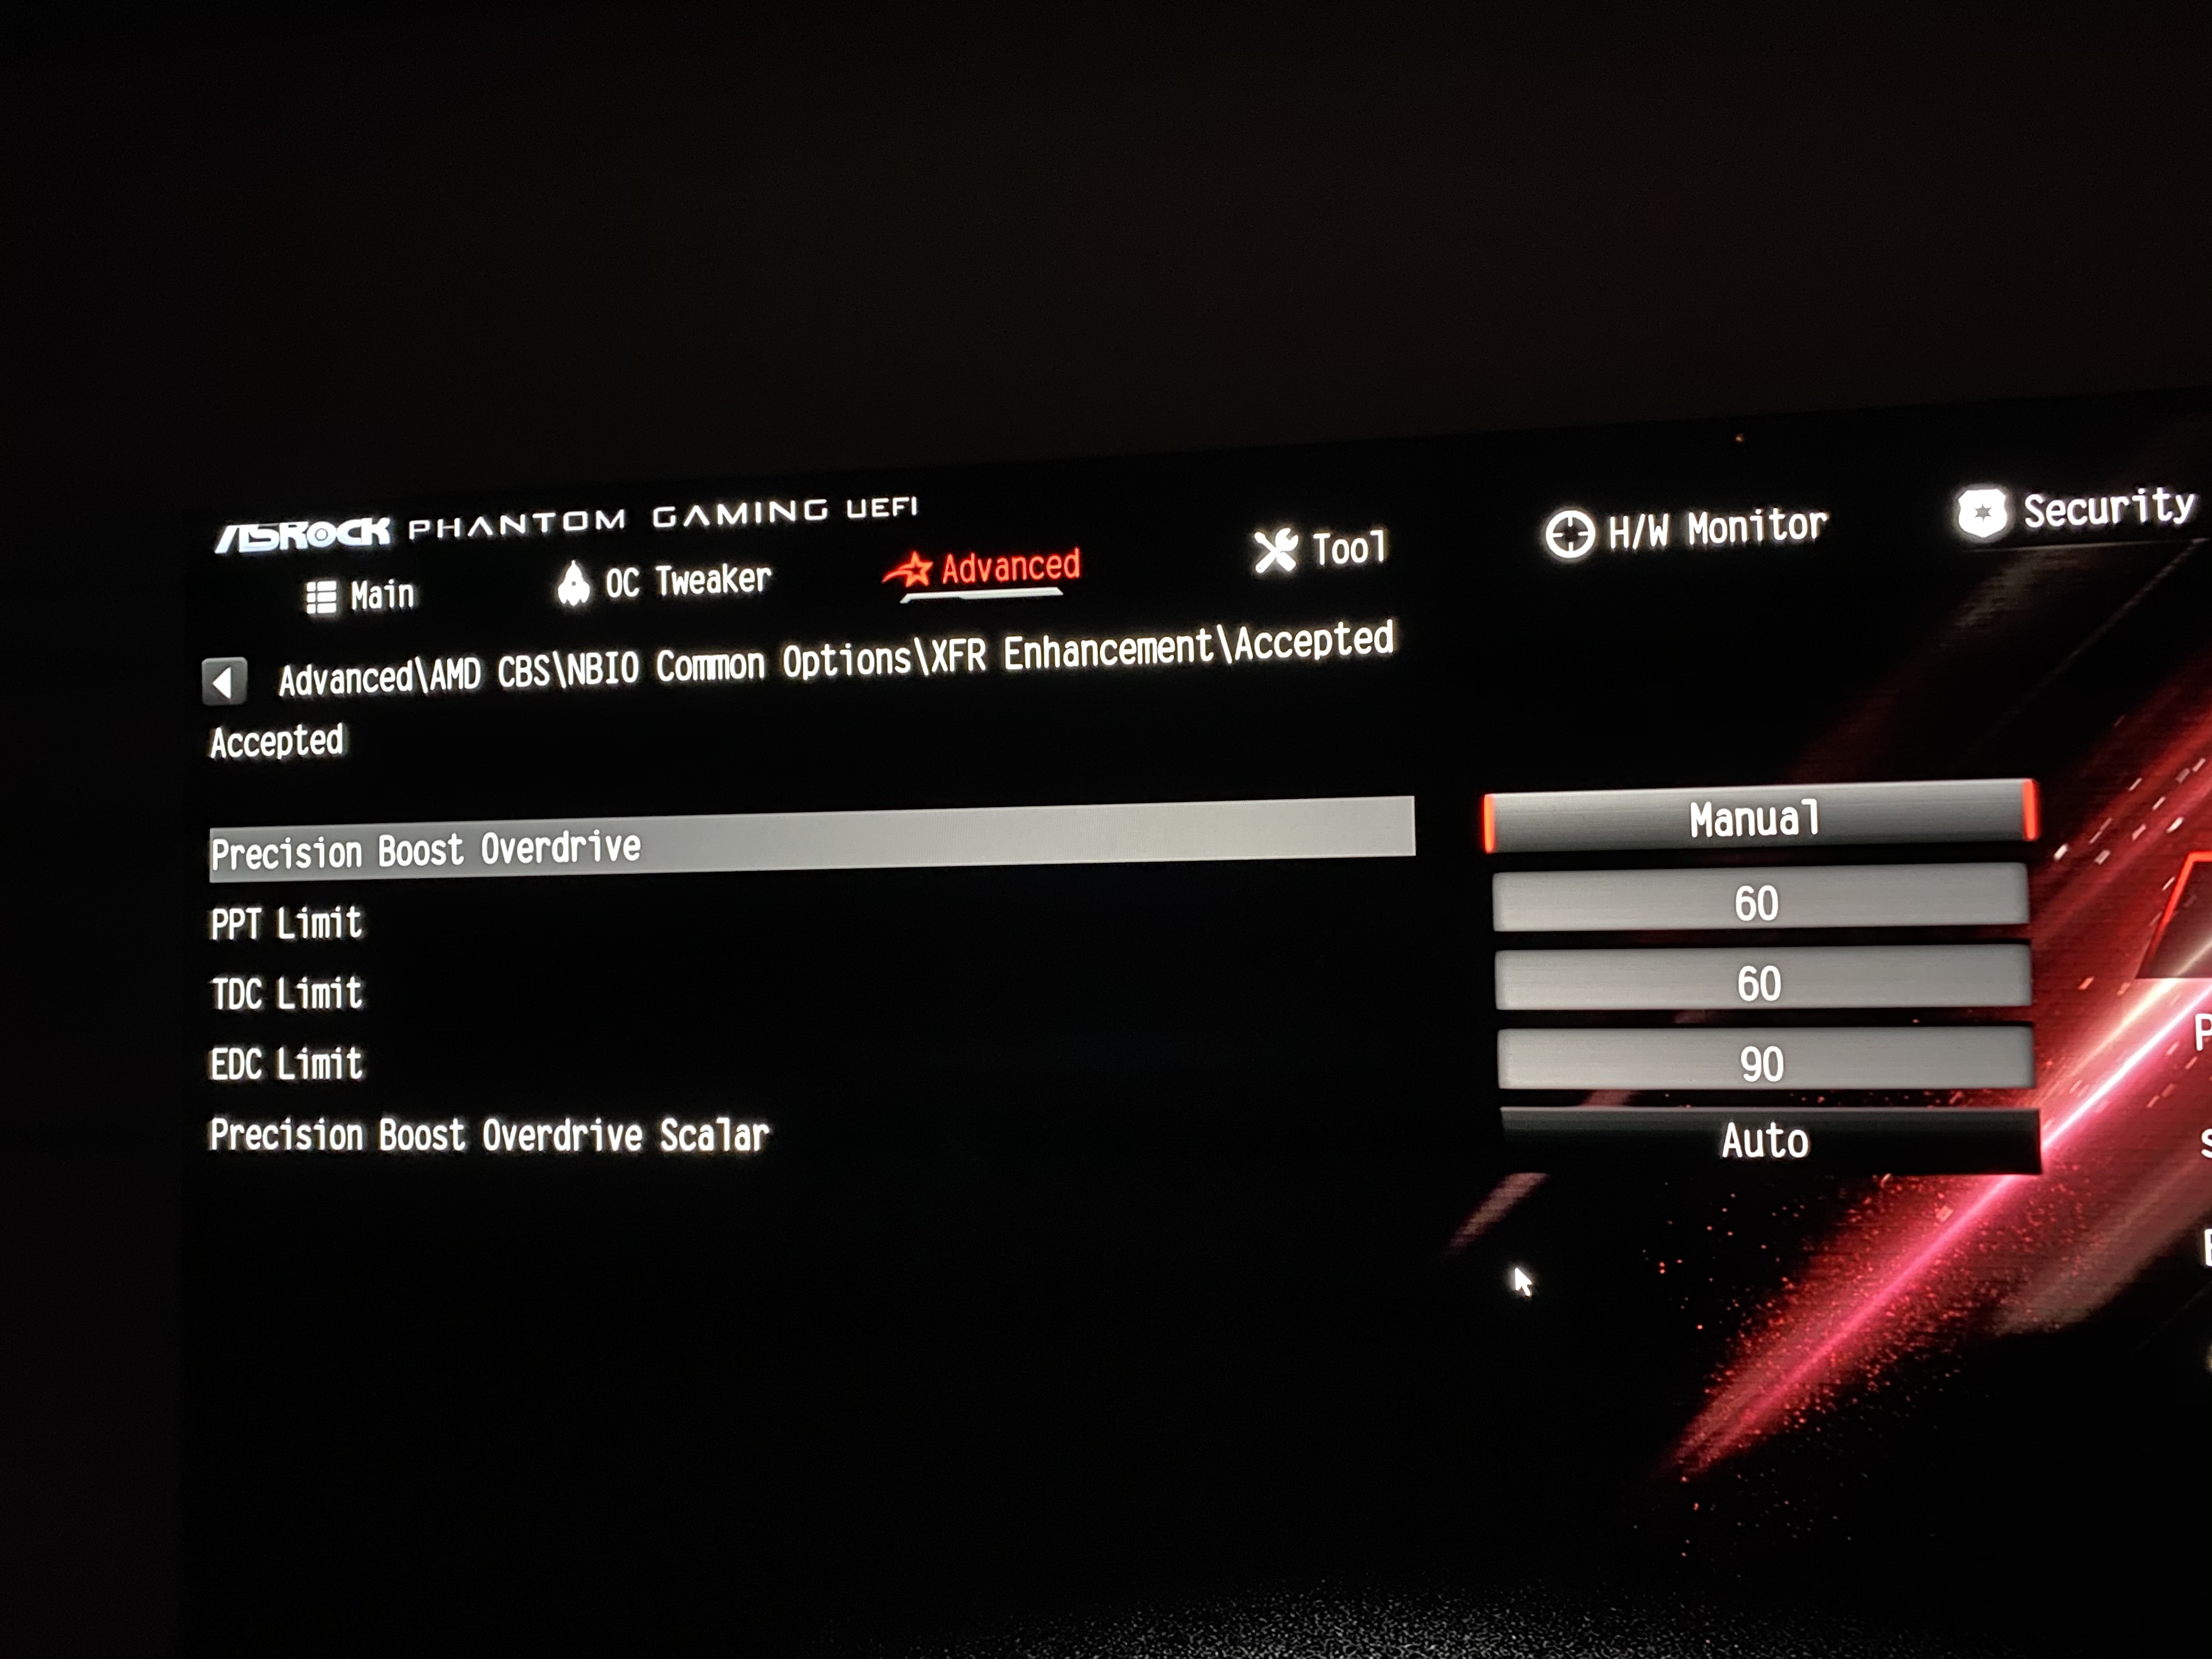 ASRock PHANTOM GAMING UEFI
Main OC Tweaker Advanced Tool H/W Monitor Security
Advanced\AMD CBS\NBIO Common Options\XFR Enhancement\Accepted
Accepted
Precision Boost Overdrive Manual
PPT Limit 60
TDC Limit 60
EDC Limit 90
Precision Boost Overdrive Scalar Auto